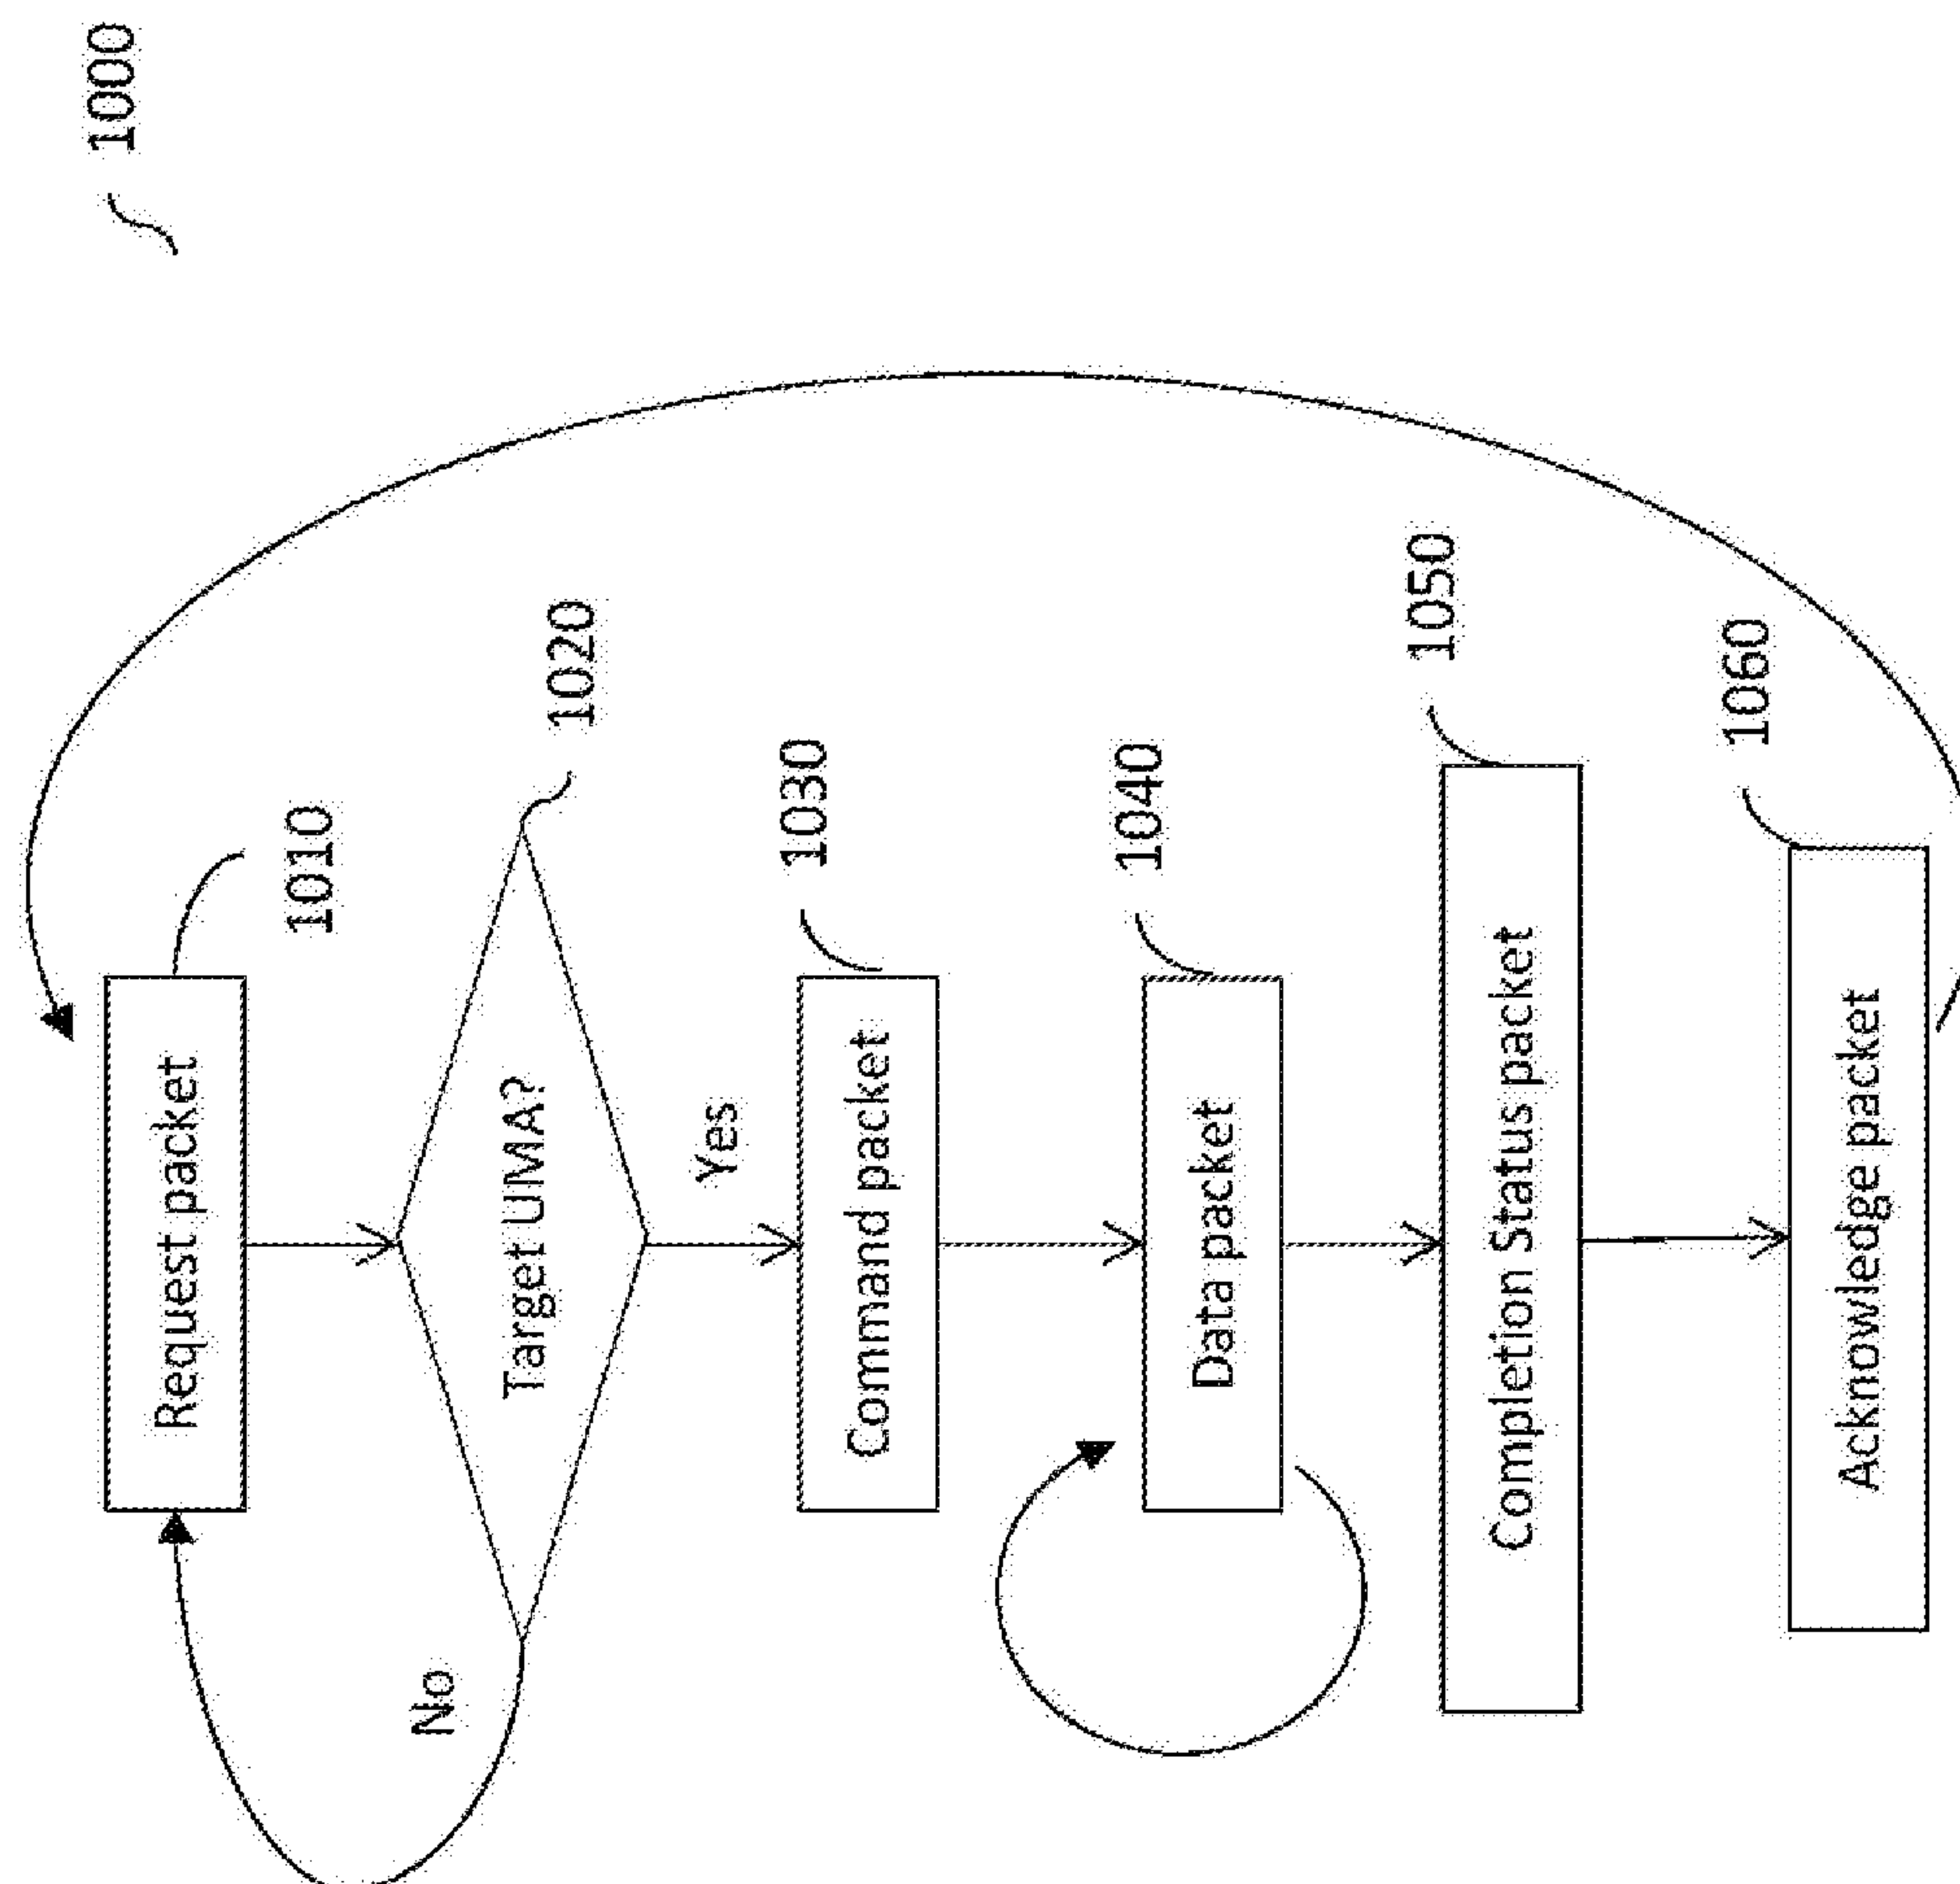 1000
Request packet
1010
Target UMA?
1020
No
Yes
Command packet
1030
Data packet
1040
Completion Status packet
1050
Acknowledge packet
1060